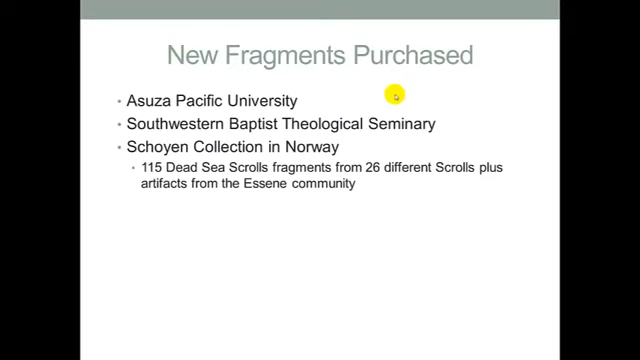 New Fragments Purchased
• Asuza Pacific University
• Southwestern Baptist Theological Seminary
• Schoyen Collection in Norway
• 115 Dead Sea Scrolls fragments from 26 different Scrolls plus
artifacts from the Essene community